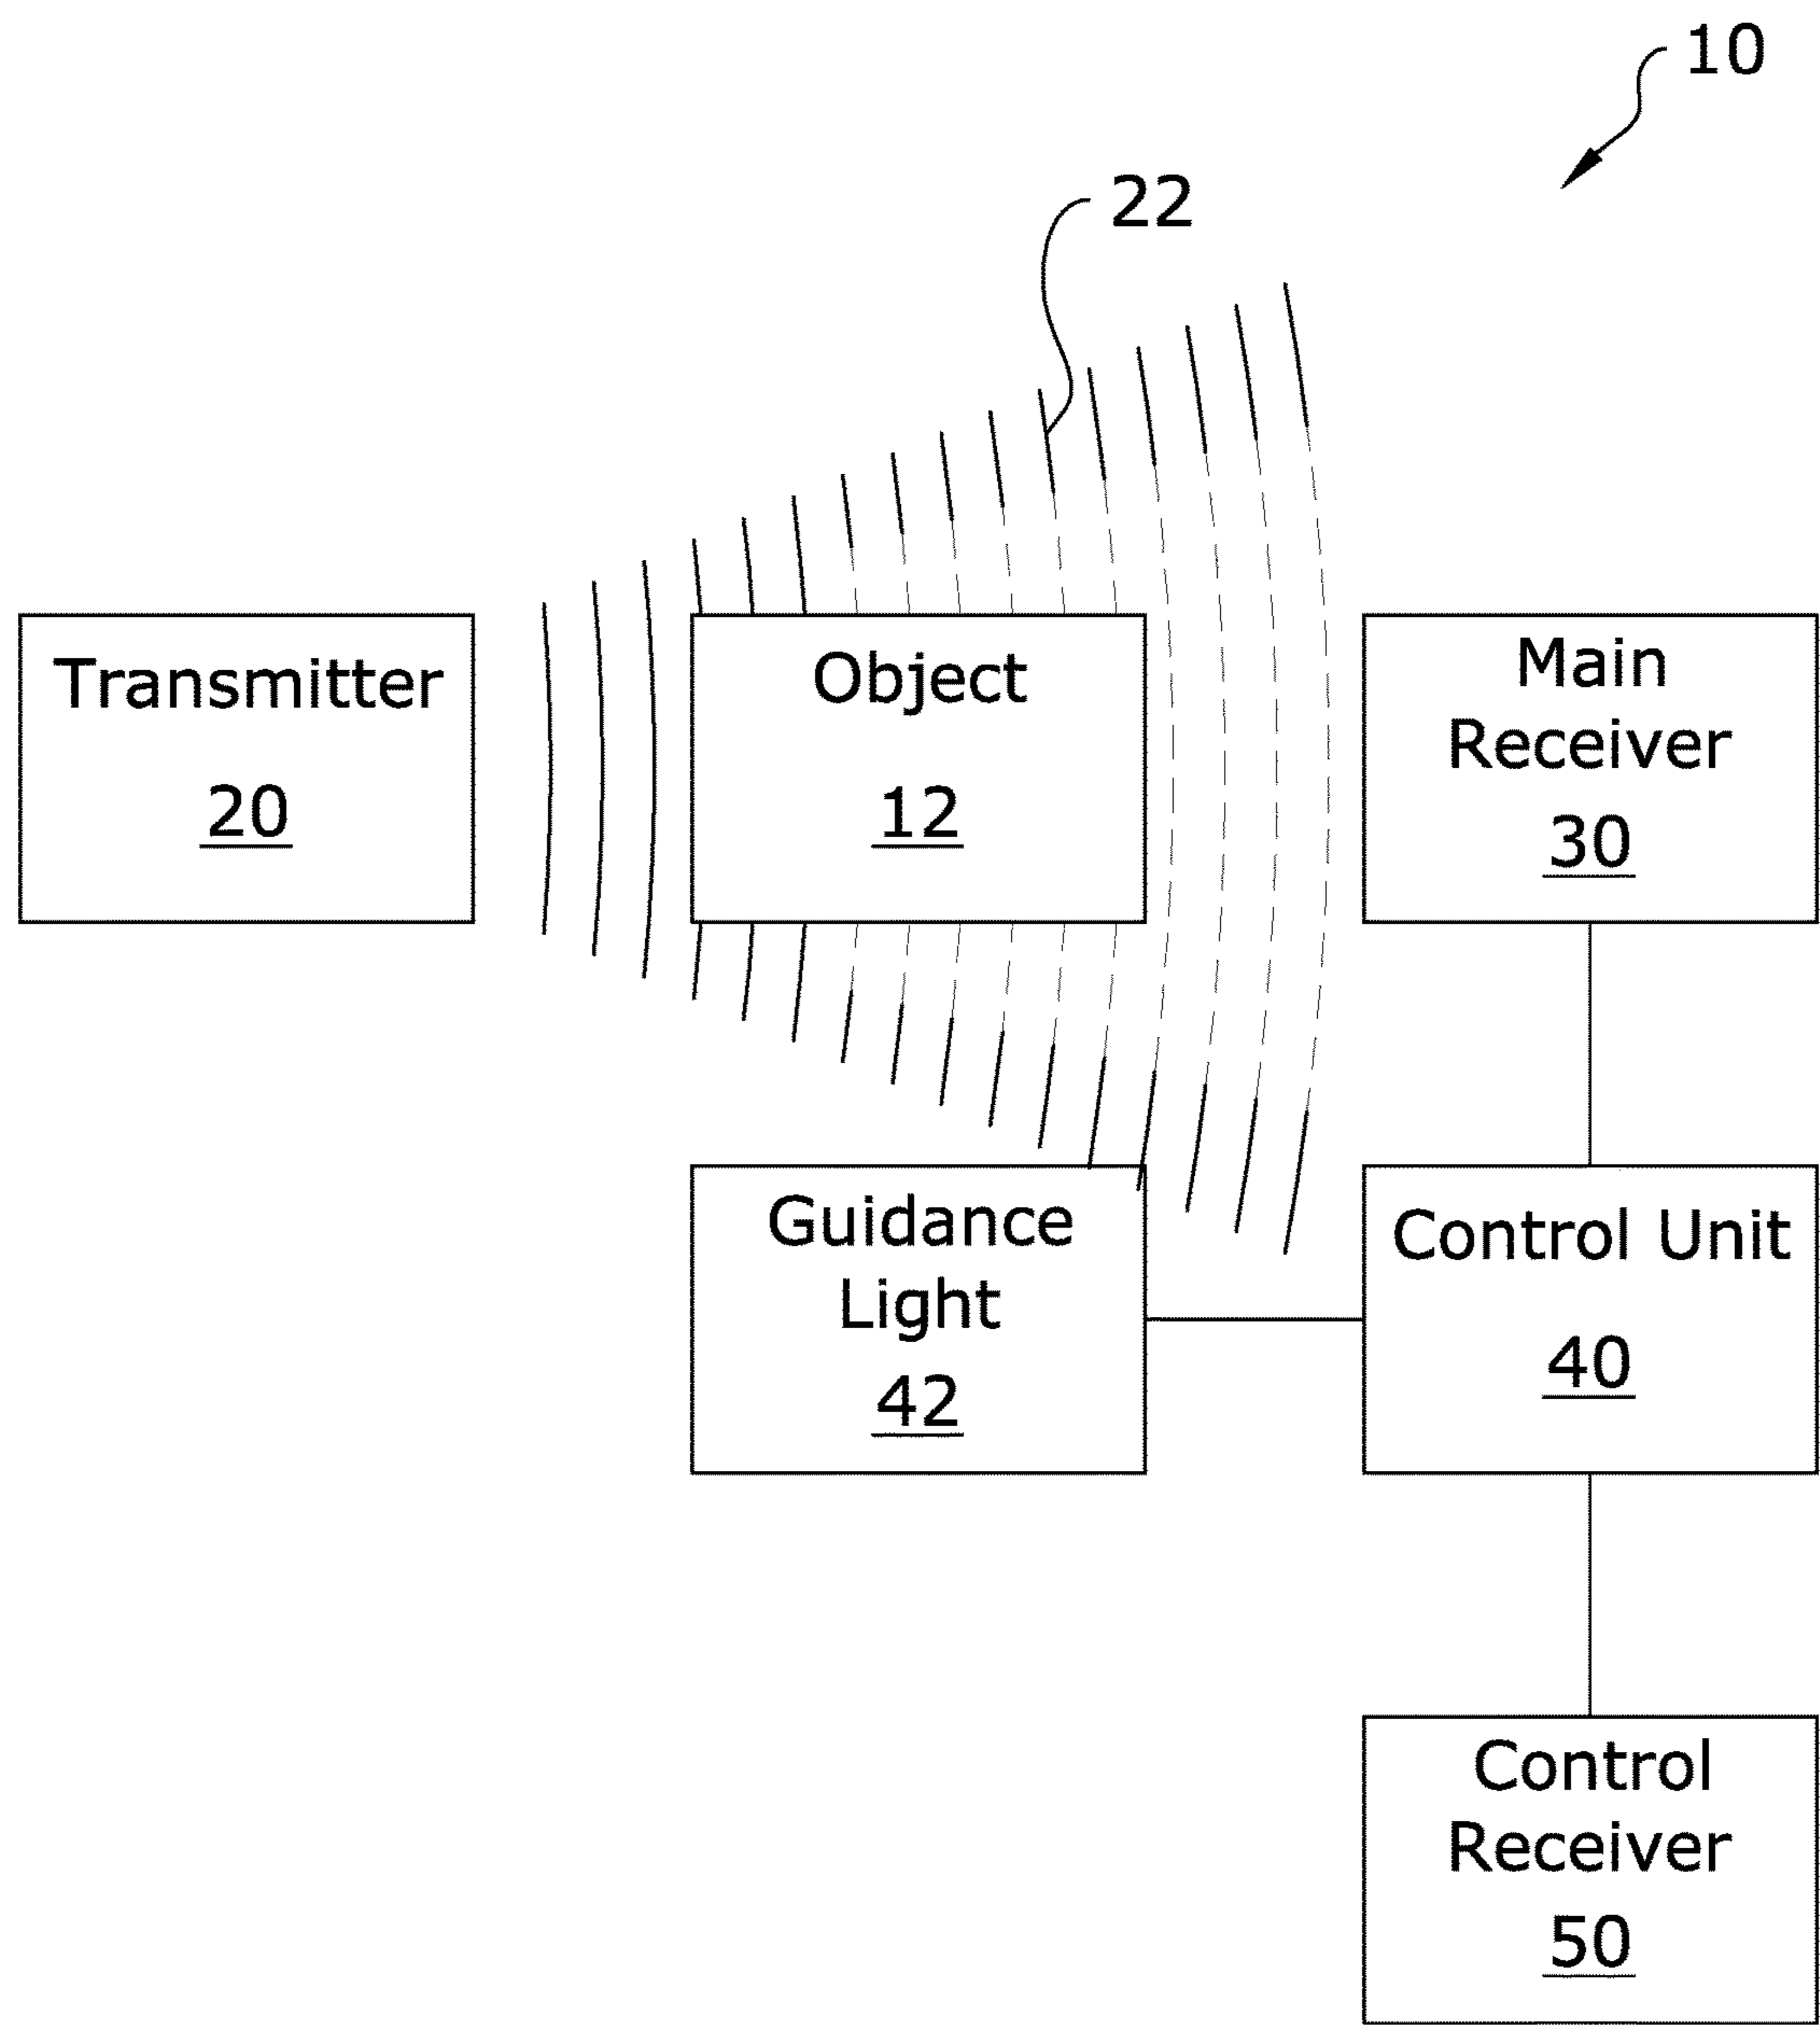 10
22
Transmitter
20
Object
12
Main
Receiver
30
Guidance
Light
42
Control Unit
40
Control
Receiver
50